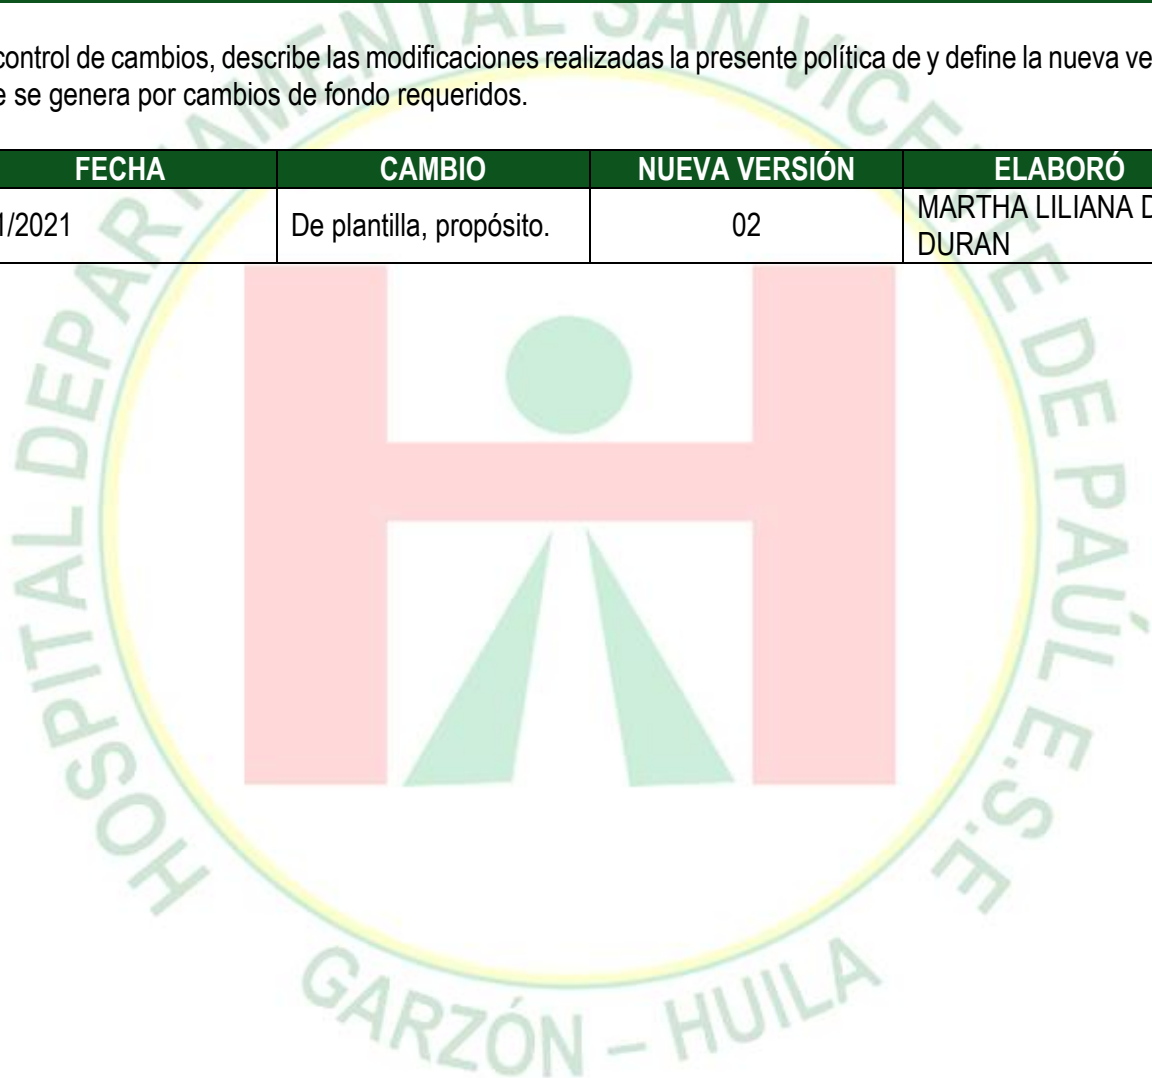 control de cambios, describe las modificaciones realizadas la presente política de y define la nueva ve
e se genera por cambios de fondo requeridos.
FECHA CAMBIO NUEVA VERSIÓN ELABORÓ
1/2021 De plantilla, propósito. 02 MARTHA LILIANA D
DURAN
HOSPITAL DEPARTAMENTAL SAN VICENTE DE PAÚL E.S.E
GARZÓN – HUILA